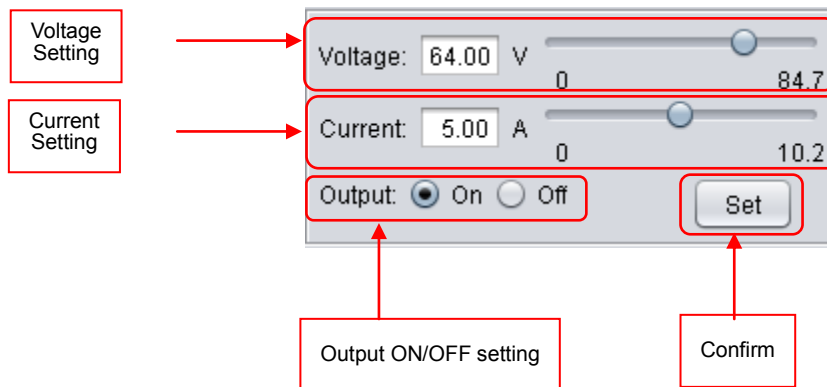 Voltage
Setting
Voltage: 64.00 V
0 84.7
Current
Setting
Current: 5.00 A
0 10.2
Output: On Off
Set
Output ON/OFF setting
Confirm